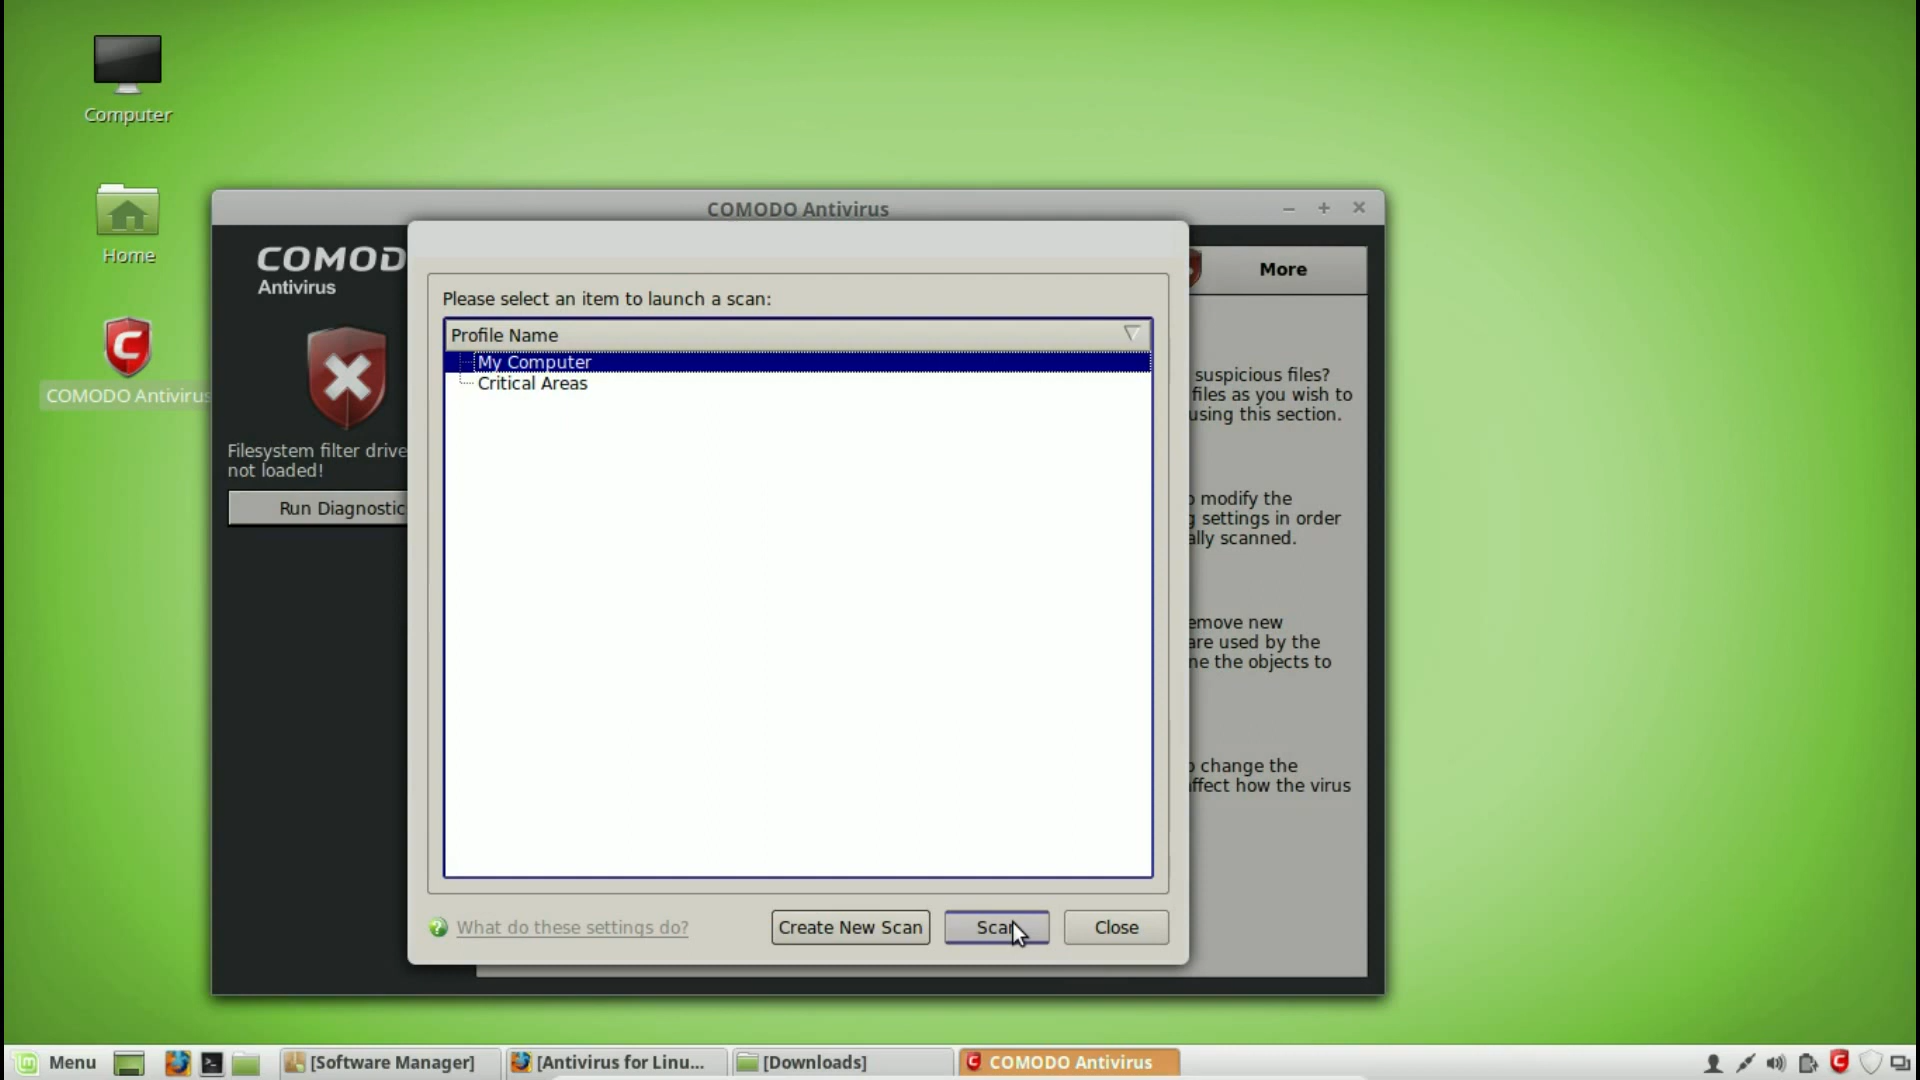 Computer
Home
COMODO Antivirus
COMODO Antivirus
COMOD
Antivirus
Filesystem filter drive
not loaded!
Run Diagnostic
More
suspicious files?
files as you wish to
using this section.
modify the
settings in order
ally scanned.
emove new
are used by the
ne the objects to
change the
ffect how the virus
Please select an item to launch a scan:
Profile Name
My Computer
Critical Areas
What do these settings do?
Create New Scan
Scan
Close
Menu
[Software Manager]
[Antivirus for Linu...
[Downloads]
COMODO Antivirus